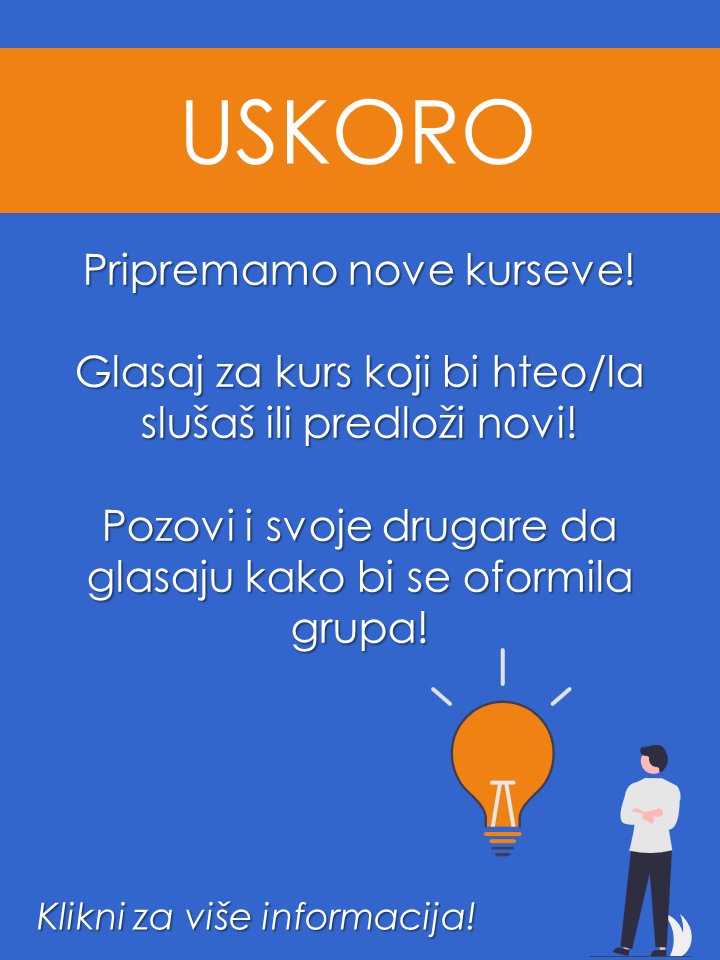 USKORO
Pripremamo nove kurseve!
Glasaj za kurs koji bi hteo/la
slušaš ili predloži novi!
Pozovi i svoje drugare da
glasaju kako bi se oformila
grupa!
Klikni za više informacija!